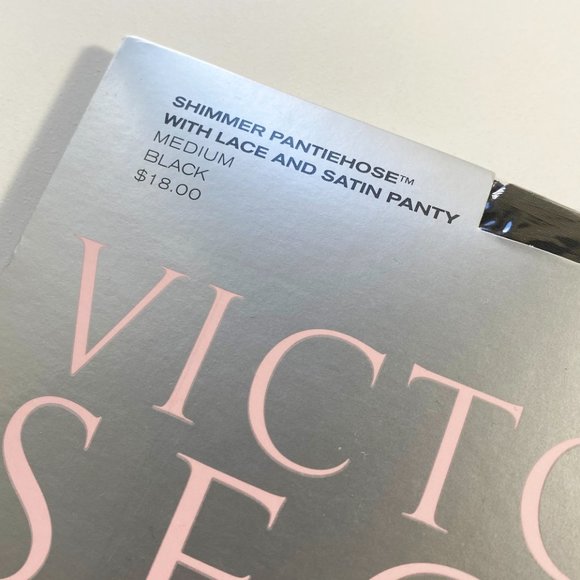 SHIMMER PANTIEHOSE™
WITH LACE AND SATIN PANTY
MEDIUM
BLACK
$18.00
VICTO
SEC